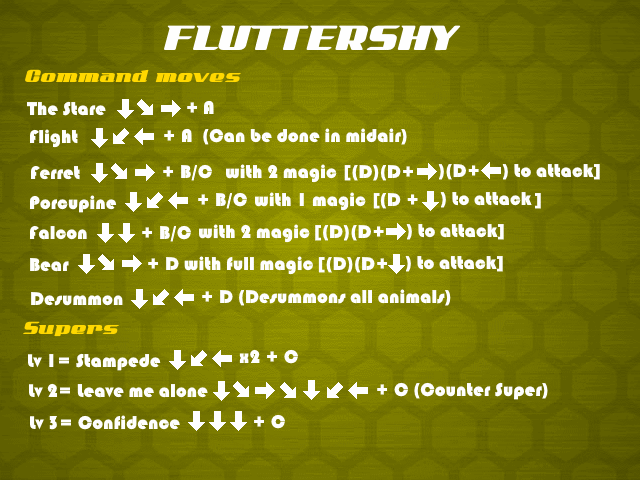 FLUTTERSHY
Command moves
The Stare ⬇⬊➡ + A
Flight ⬇⬋⬅ + A (Can be done in midair)
Ferret ⬇⬊➡ + B/C with 2 magic [(D)(D+➡)(D+⬅) to attack]
Porcupine ⬇⬋⬅ + B/C with 1 magic [(D + ⬇) to attack]
Falcon ⬇⬇ + B/C with 2 magic [(D)(D+➡) to attack]
Bear ⬇⬊➡ + D with full magic [(D)(D+⬇) to attack]
Desummon ⬇⬋⬅ + D (Desummons all animals)
Supers
Lv 1= Stampede ⬇⬋⬅ x2 + C
Lv 2= Leave me alone ⬇⬊➡⬊⬇⬋⬅ + C (Counter Super)
Lv 3= Confidence ⬇⬇⬇ + C